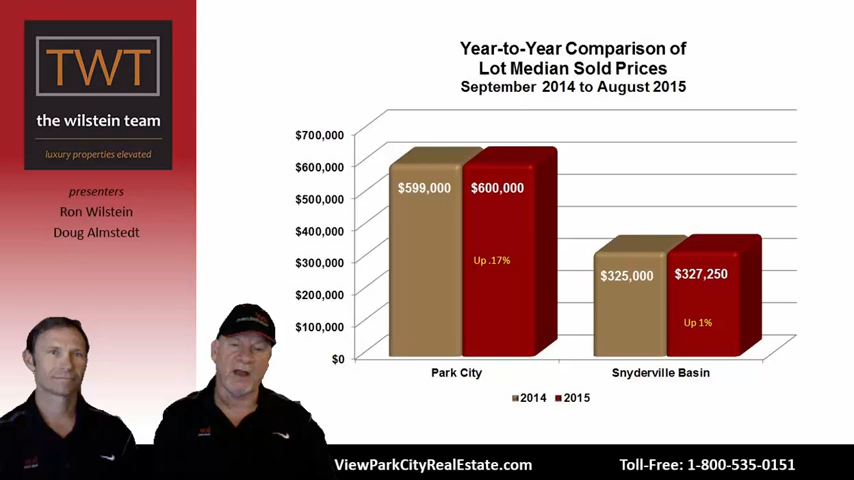 TWT
the wilstein team
luxury properties elevated
presenters
Ron Wilstein
Doug Almstedt
Year-to-Year Comparison of
Lot Median Sold Prices
September 2014 to August 2015
$700,000
$600,000
$500,000
$400,000
$300,000
$200,000
$100,000
$0
$599,000
$600,000
Up .17%
$325,000
$327,250
Up 1%
Park City
Snyderville Basin
2014
2015
ViewParkCityRealEstate.com
Toll-Free: 1-800-535-0151